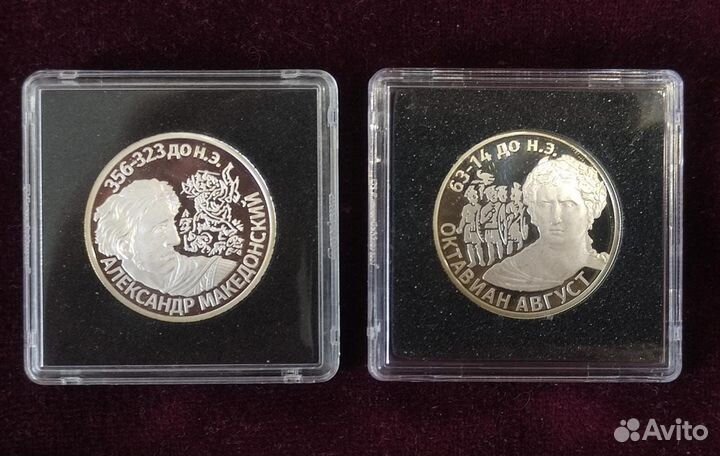 356-323 ДО Н.Э.
АЛЕКСАНДР МАКЕДОНСКИЙ
63-14 ДО Н.Э.
ОКТАВИАН АВГУСТ
Avito